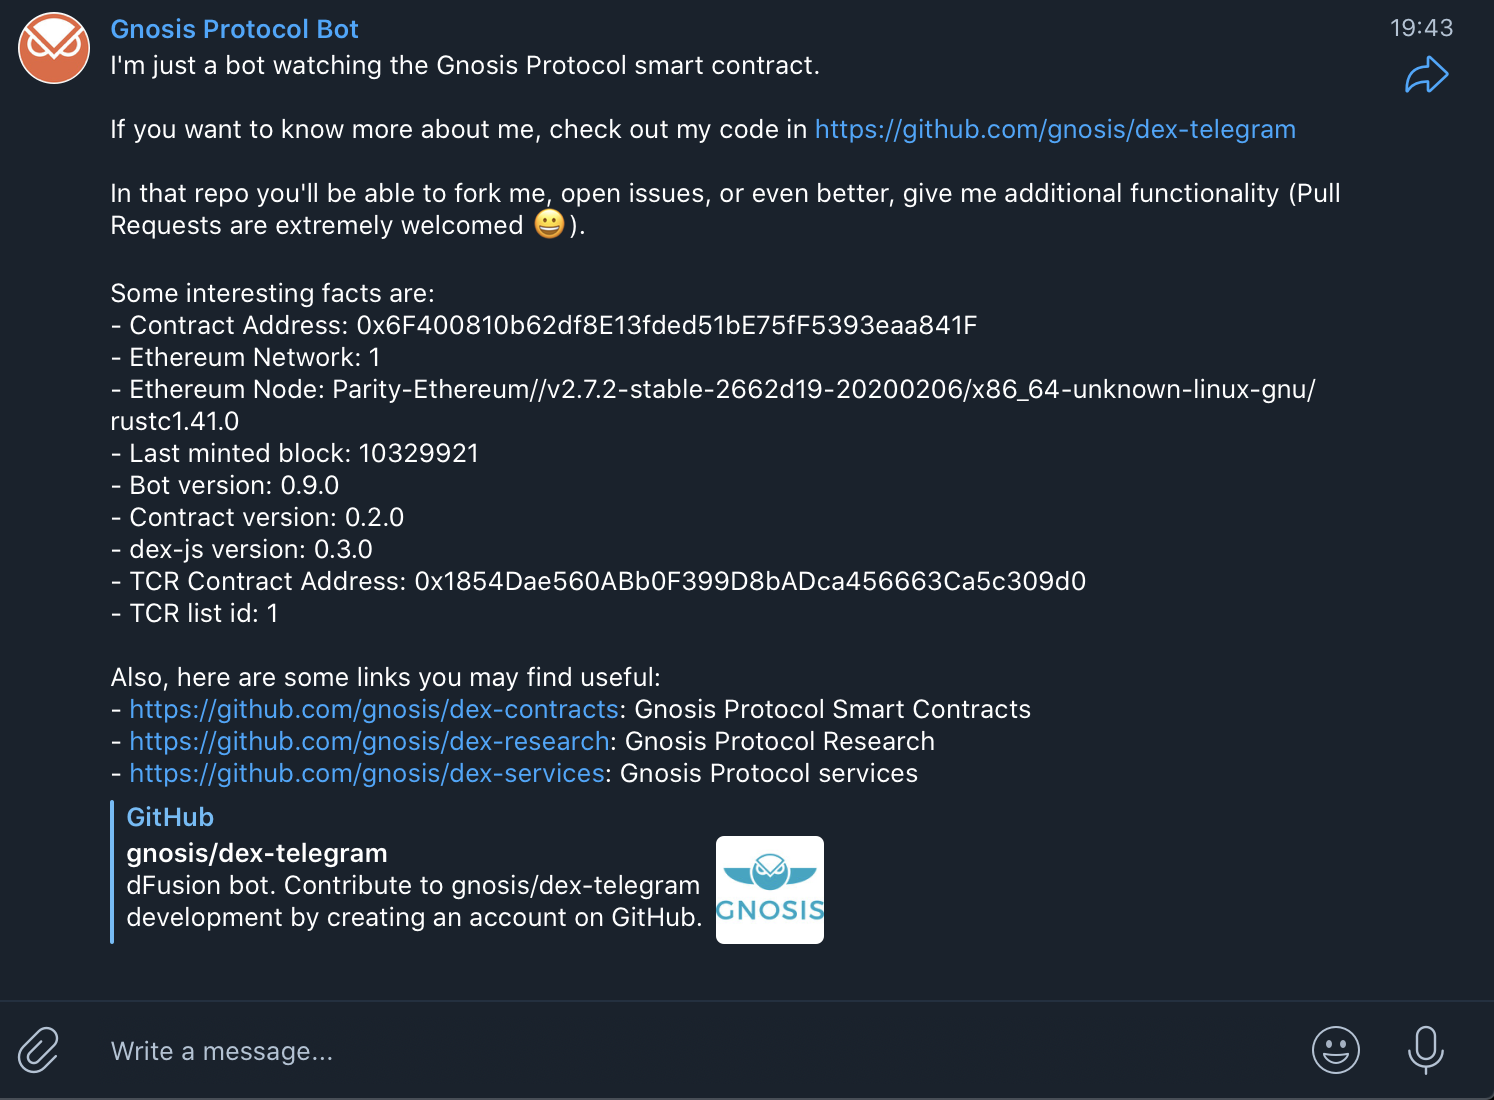 Gnosis Protocol Bot
19:43
I'm just a bot watching the Gnosis Protocol smart contract.
If you want to know more about me, check out my code in https://github.com/gnosis/dex-telegram
In that repo you'll be able to fork me, open issues, or even better, give me additional functionality (Pull
Requests are extremely welcomed 😀).
Some interesting facts are:
- Contract Address: 0x6F400810b62df8E13fded51bE75fF5393eaa841F
- Ethereum Network: 1
- Ethereum Node: Parity-Ethereum//v2.7.2-stable-2662d19-20200206/x86_64-unknown-linux-gnu/
rustc1.41.0
- Last minted block: 10329921
- Bot version: 0.9.0
- Contract version: 0.2.0
- dex-js version: 0.3.0
- TCR Contract Address: 0x1854Dae560ABb0F399D8bADca456663Ca5c309d0
- TCR list id: 1
Also, here are some links you may find useful:
- https://github.com/gnosis/dex-contracts: Gnosis Protocol Smart Contracts
- https://github.com/gnosis/dex-research: Gnosis Protocol Research
- https://github.com/gnosis/dex-services: Gnosis Protocol services
GitHub
gnosis/dex-telegram
dFusion bot. Contribute to gnosis/dex-telegram
development by creating an account on GitHub.
GNOSIS
Write a message...